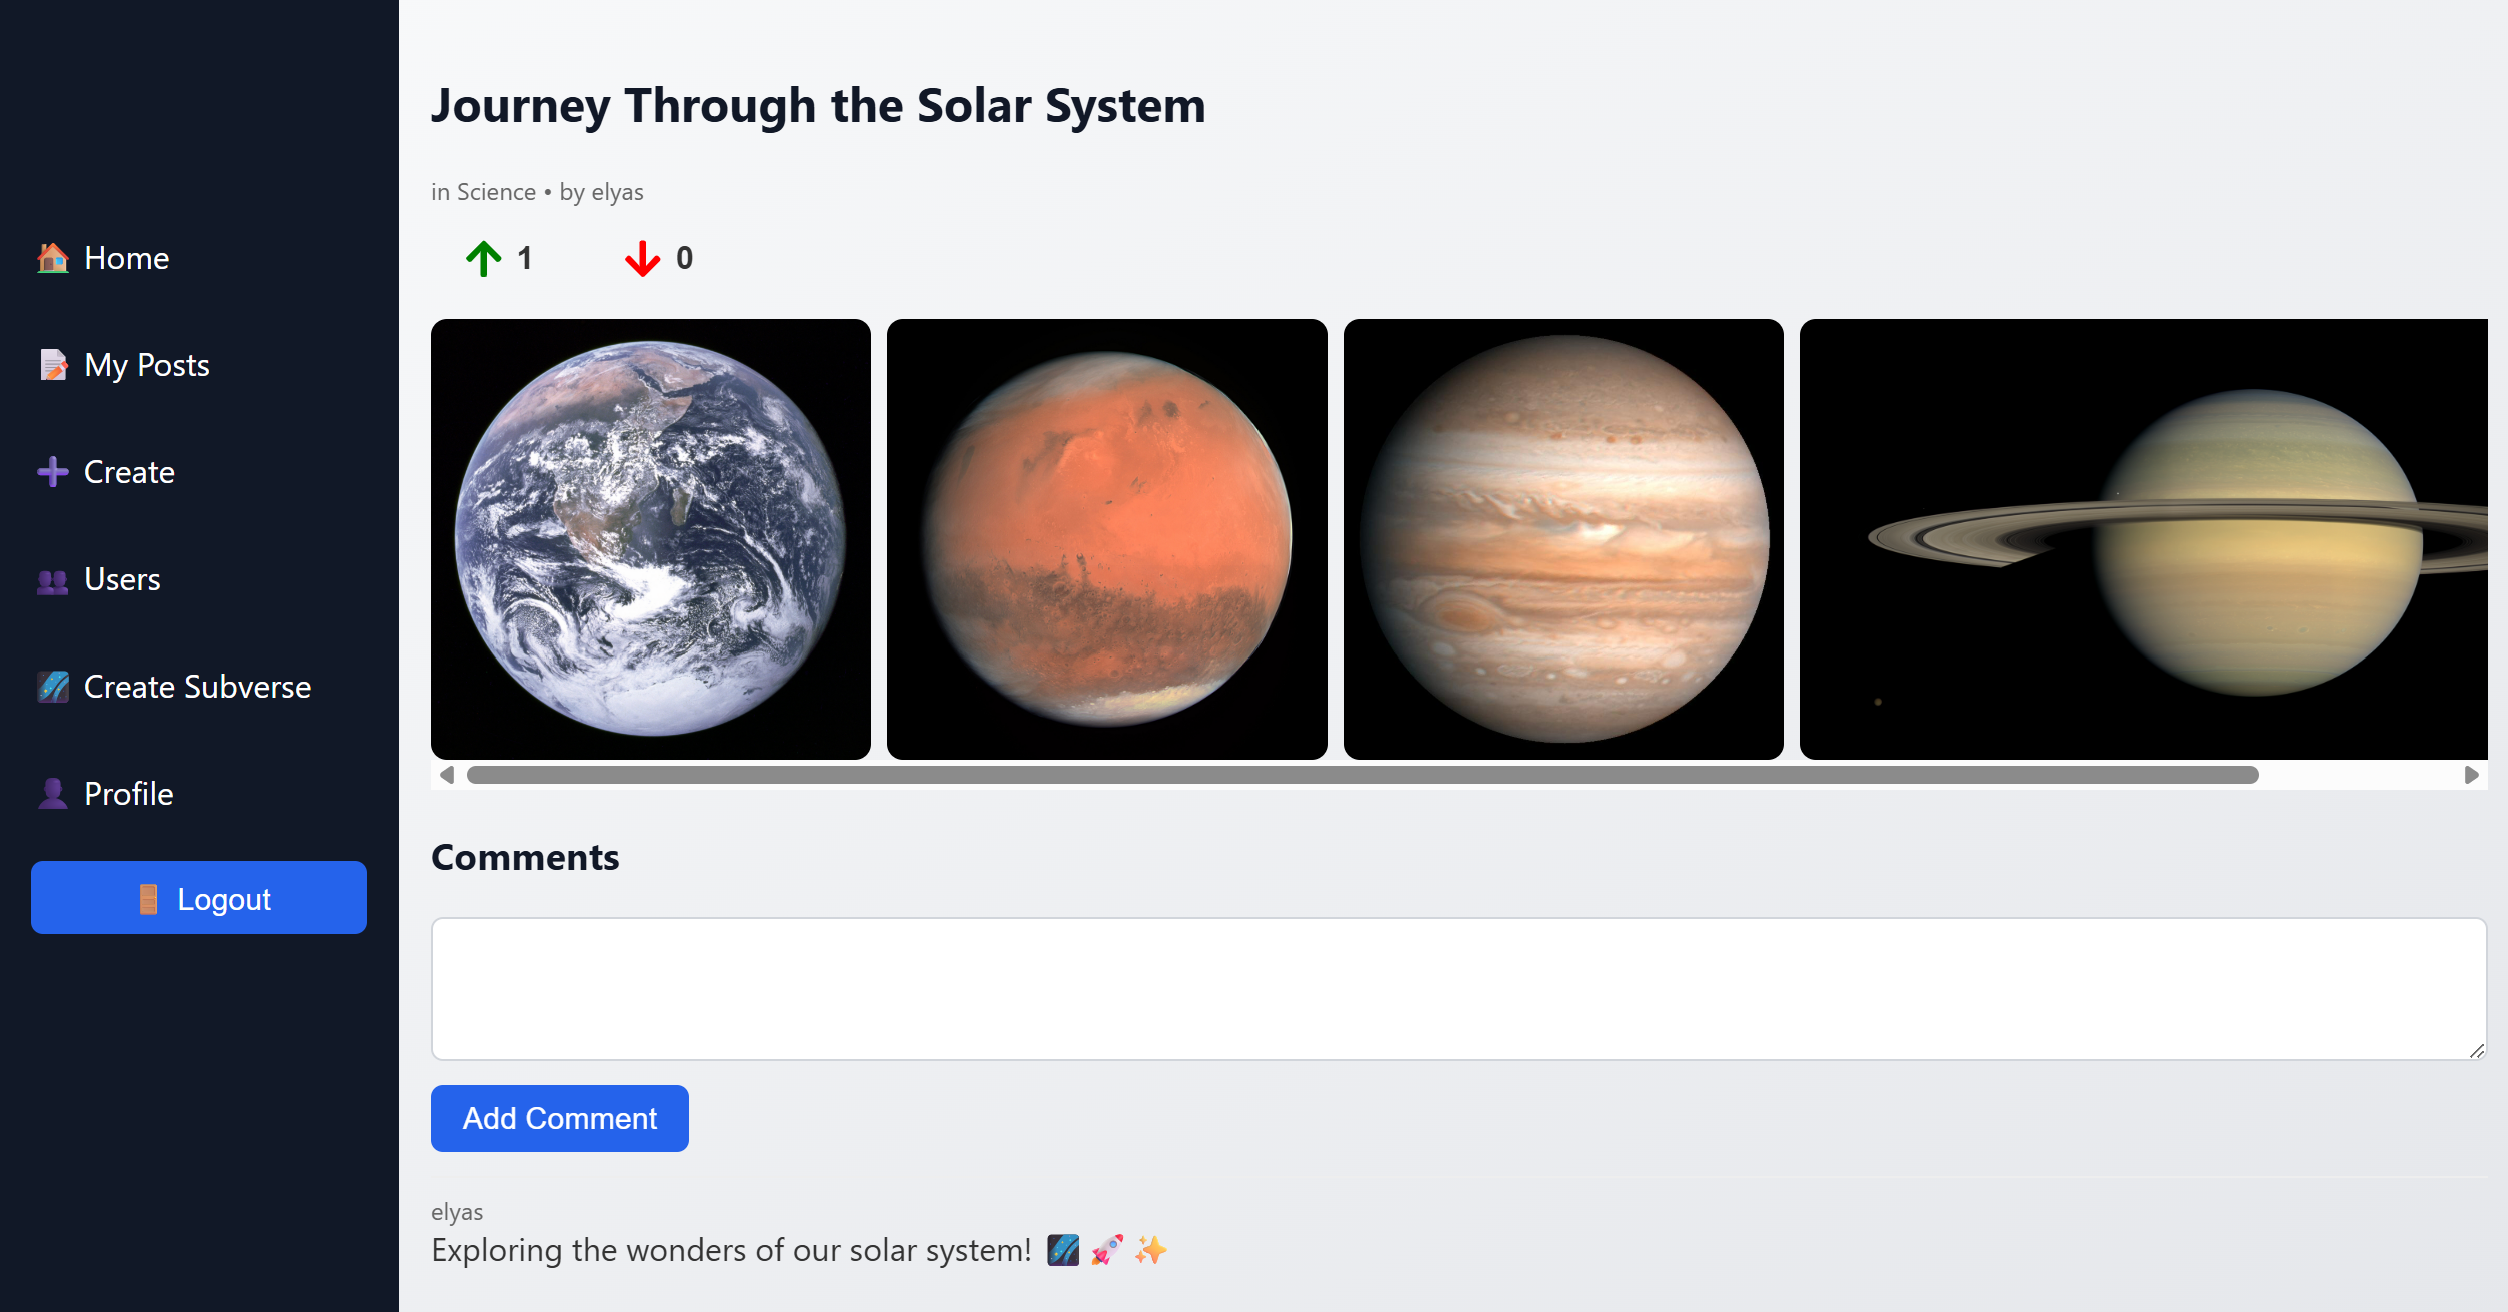 Home
My Posts
Create
Users
Create Subverse
Profile
Logout
Journey Through the Solar System
in Science • by elyas
1 0
Comments
Add Comment
elyas
Exploring the wonders of our solar system! 🌌 🚀 ✨